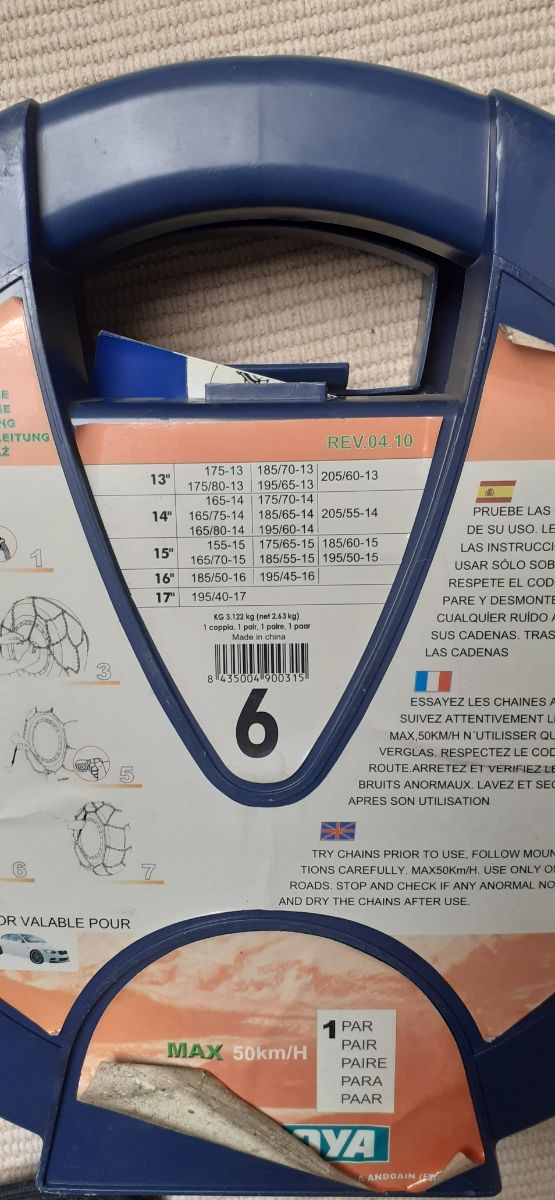 E
GE
NG
LEITUNG
Ż
REV.04.10
13" 175-13 185/70-13 205/60-13
175/80-13 195/65-13
14" 165-14 175/70-14
165/75-14 185/65-14 205/55-14
165/80-14 195/60-14
15" 155-15 175/65-15 185/60-15
165/70-15 185/55-15 195/50-15
16" 185/50-16 195/45-16
17" 195/40-17
KG 3.122 kg (net 2.63 kg)
1 coppia, 1 pair, 1 paire, 1 paar
Made in china
8 435004 900315
6
1
3
5
6
7
PRUEBE LAS
DE SU USO. LE
LAS INSTRUCCI
USAR SÓLO SOB
RESPETE EL COD
PARE Y DESMONTE
CUALQUÍER RUÍDO A
SUS CADENAS. TRAS
LAS CADENAS
ESSAYEZ LES CHAINES A
SUIVEZ ATTENTIVEMENT L
MAX,50KM/H N'UTILISER QU
VERGLAS. RESPECTEZ LE COD
ROUTE.ARRETEZ ET VERIFIEZ LE
BRUITS ANORMAUX. LAVEZ ET SEC
APRES SON UTILISATION
TRY CHAINS PRIOR TO USE, FOLLOW MOUN
TIONS CAREFULLY. MAX50Km/H. USE ONLY O
ROADS. STOP AND CHECK IF ANY ANORMAL NO
AND DRY THE CHAINS AFTER USE.
OR VALABLE POUR
MAX 50km/H
1 PAR
PAIR
PAIRE
PARA
PAAR
OYA
ANDOAIN